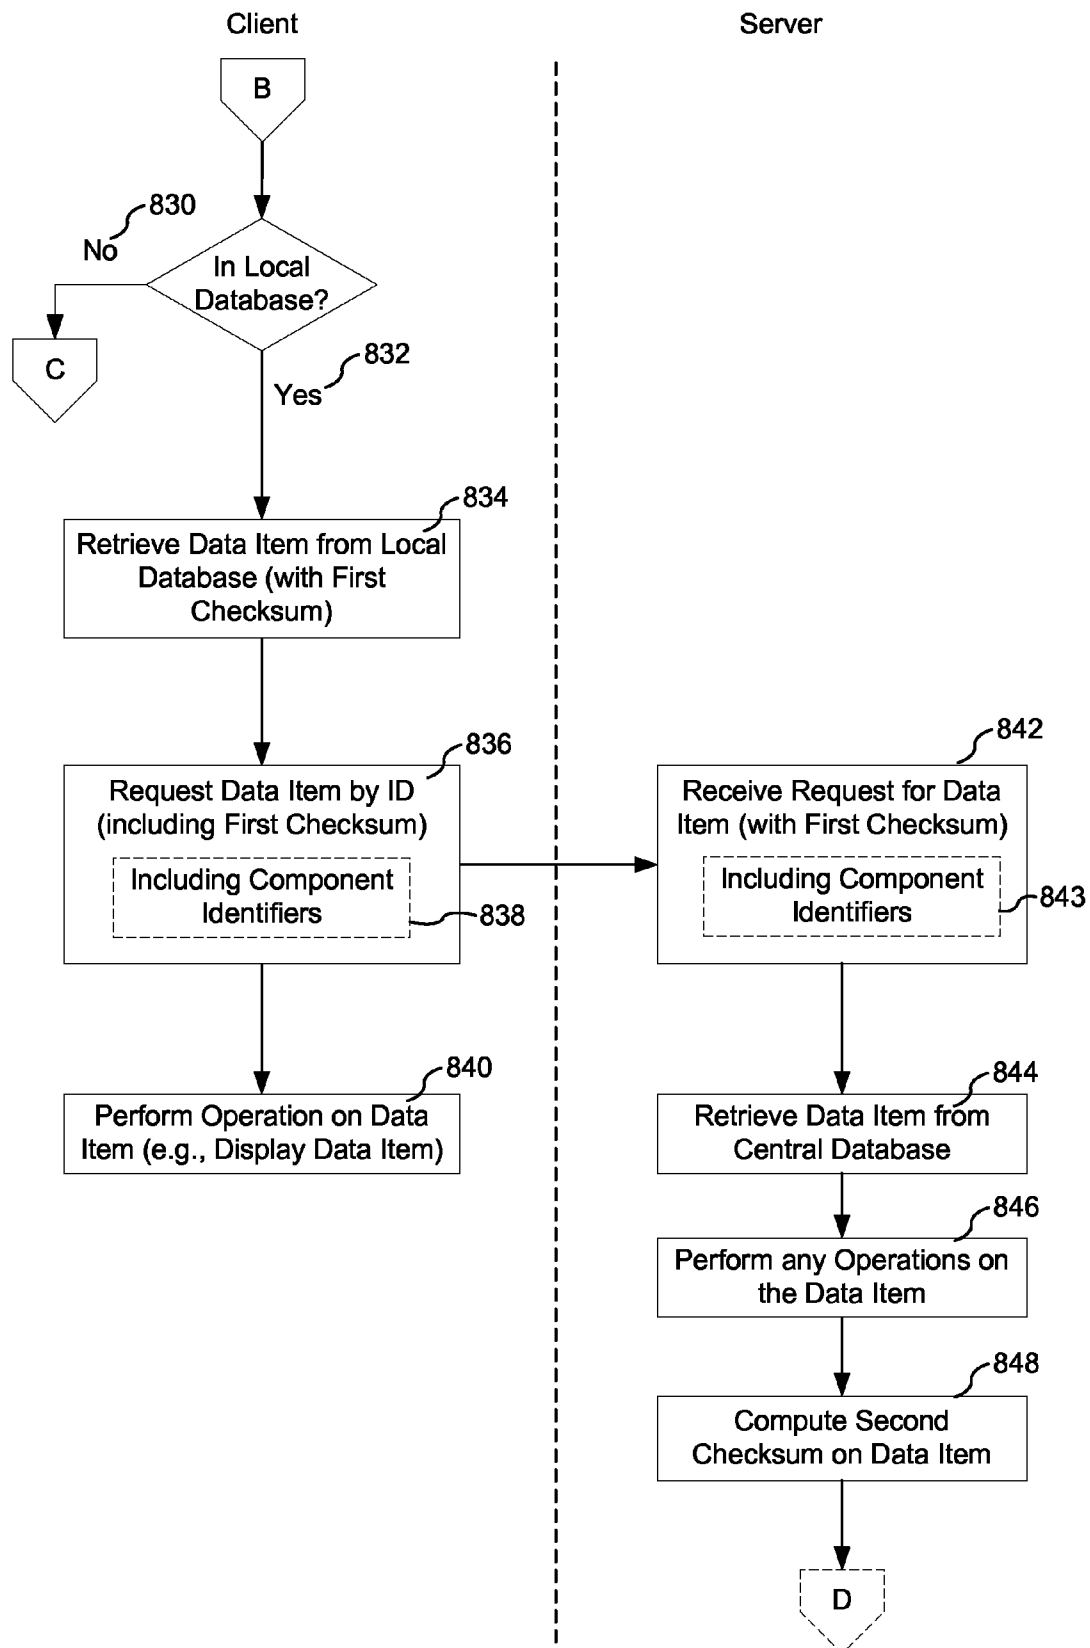 Client
Server
B
830
No
In Local
Database?
C
832
Yes
834
Retrieve Data Item from Local
Database (with First
Checksum)
836
Request Data Item by ID
(including First Checksum)
Including Component
Identifiers
838
842
Receive Request for Data
Item (with First Checksum)
Including Component
Identifiers
843
840
Perform Operation on Data
Item (e.g., Display Data Item)
844
Retrieve Data Item from
Central Database
846
Perform any Operations on
the Data Item
848
Compute Second
Checksum on Data Item
D